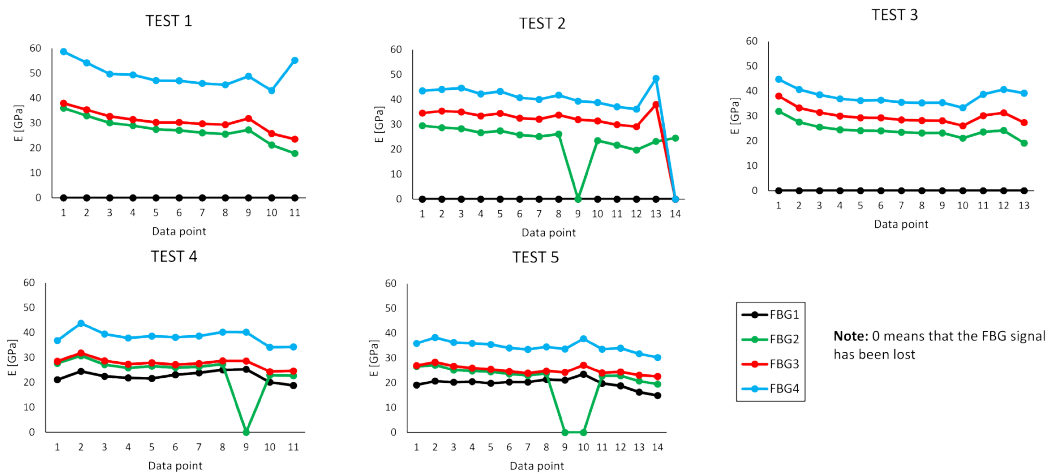 TEST 1
E [GPa]
60
50
40
30
20
10
0
1 2 3 4 5 6 7 8 9 10 11
Data point
TEST 2
E [GPa]
60
50
40
30
20
10
0
1 2 3 4 5 6 7 8 9 10 11 12 13 14
Data point
TEST 3
E [GPa]
60
50
40
30
20
10
0
1 2 3 4 5 6 7 8 9 10 11 12 13
Data point
TEST 4
E [GPa]
60
50
40
30
20
10
0
1 2 3 4 5 6 7 8 9 10 11
Data point
TEST 5
E [GPa]
60
50
40
30
20
10
0
1 2 3 4 5 6 7 8 9 10 11 12 13 14
Data point
FBG1
FBG2
FBG3
FBG4
Note: 0 means that the FBG signal
has been lost